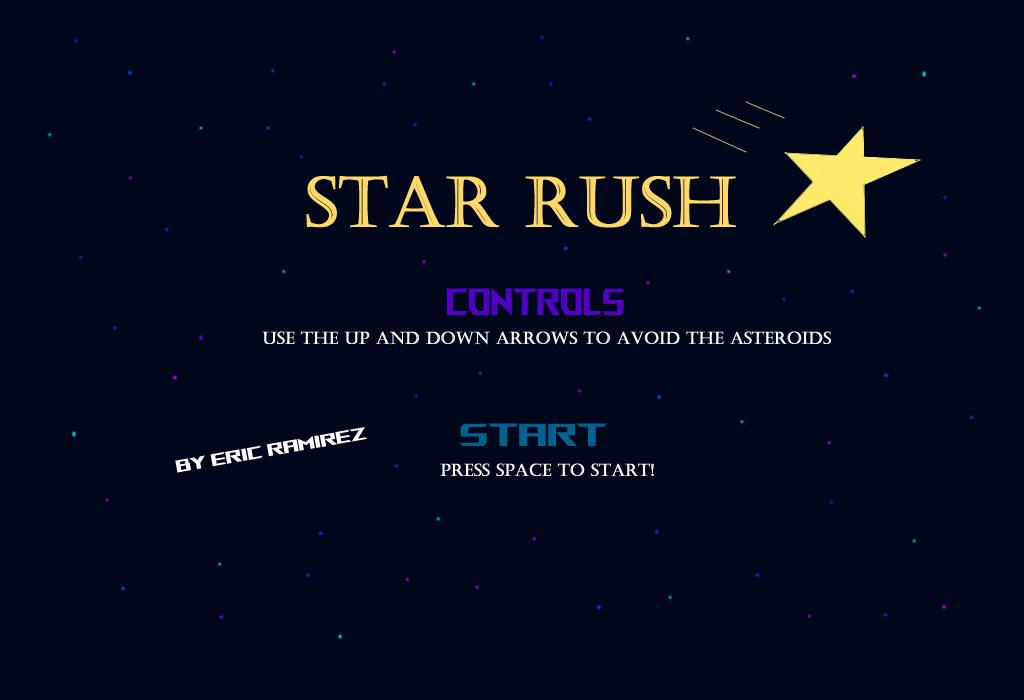 STAR RUSH
CONTROLS
USE THE UP AND DOWN ARROWS TO AVOID THE ASTEROIDS
BY ERIC RAMIREZ
START
PRESS SPACE TO START!